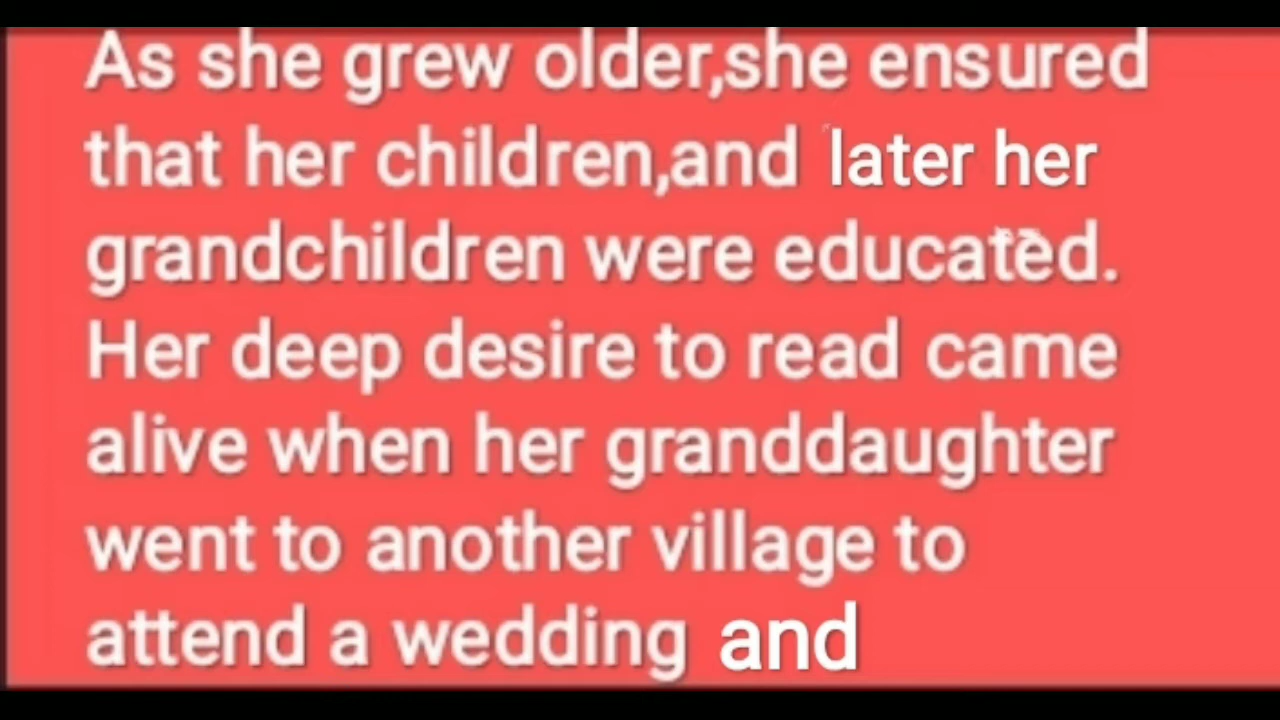 As she grew older,she ensured
that her children,and later her
grandchildren were educated.
Her deep desire to read came
alive when her granddaughter
went to another village to
attend a wedding and